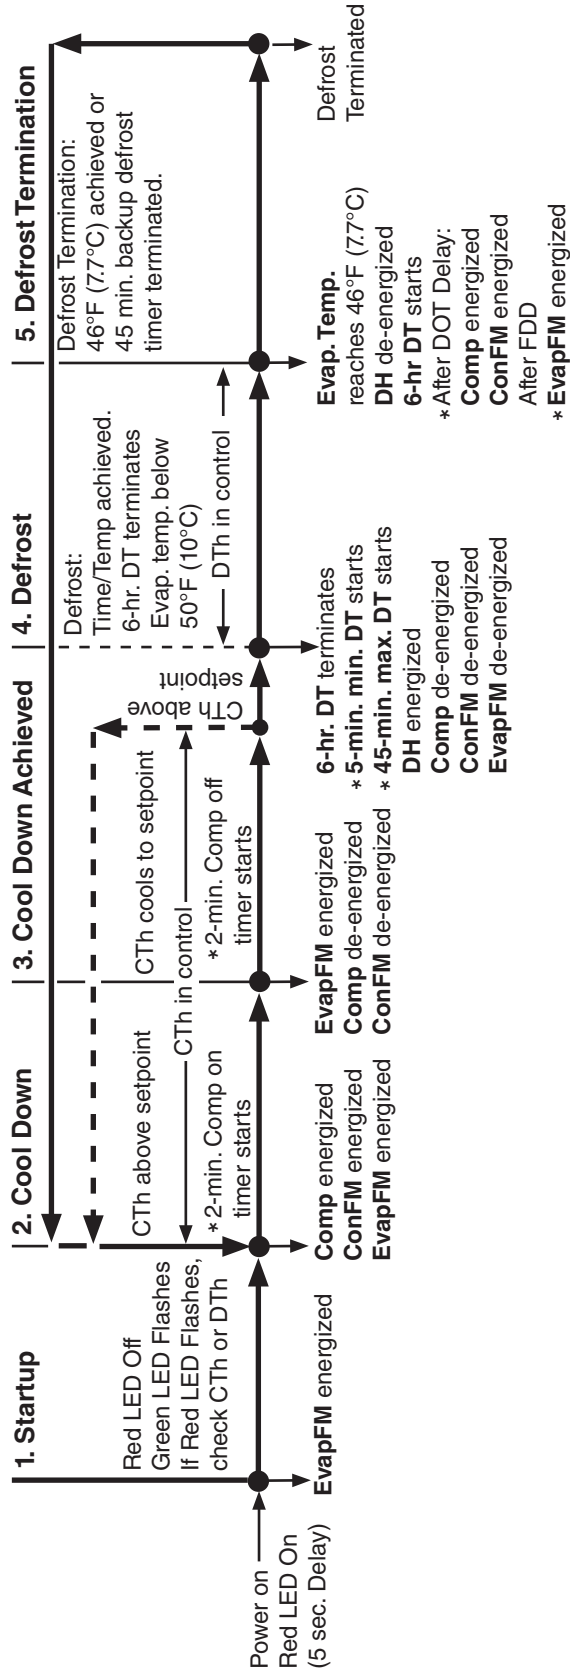 1. Startup
Power on
Red LED On
(5 sec. Delay)
Red LED Off
Green LED Flashes
If Red LED Flashes,
check CTh or DTh
EvapFM energized
2. Cool Down
CTh above setpoint
CTh in control
*2-min. Comp on
timer starts
Comp energized
ConFM energized
EvapFM energized
3. Cool Down Achieved
CTh cools to setpoint
*2-min. Comp off
timer starts
CTh above
setpoint
EvapFM energized
Comp de-energized
ConFM de-energized
4. Defrost
Defrost:
Time/Temp achieved.
6-hr. DT terminates
Evap. temp. below
50°F (10°C)
DTh in control
6-hr. DT terminates
* 5-min. min. DT starts
* 45-min. max. DT starts
DH energized
Comp de-energized
ConFM de-energized
EvapFM de-energized
5. Defrost Termination
Defrost Termination:
46°F (7.7°C) achieved or
45 min. backup defrost
timer terminated.
Evap. Temp.
reaches 46°F (7.7°C)
DH de-energized
6-hr DT starts
* After DOT Delay:
Comp energized
ConFM energized
After FDD
* EvapFM energized
Defrost
Terminated